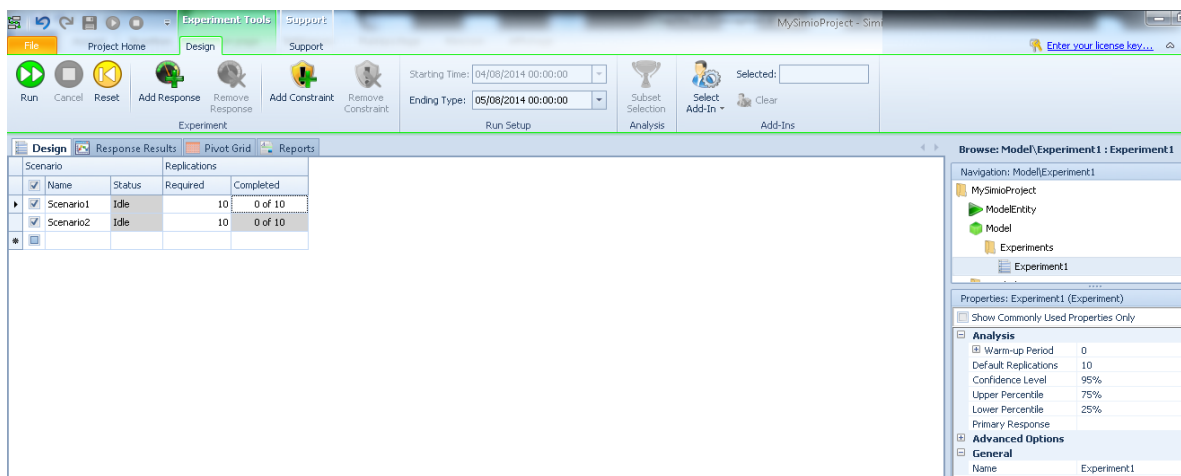 Experiment Tools Support MySimioProject - Simi
File Project Home Design Support Enter your license key...
Run Cancel Reset Add Response Remove Response Add Constraint Remove Constraint
Experiment
Starting Time: 04/08/2014 00:00:00
Ending Type: 05/08/2014 00:00:00
Run Setup
Subset Selection
Analysis
Select Add-In
Selected:
Clear
Add-Ins
Design Response Results Pivot Grid Reports
Scenario Replications
Name Status Required Completed
Scenario1 Idle 10 0 of 10
Scenario2 Idle 10 0 of 10
Browse: Model\Experiment1 : Experiment1
Navigation: Model\Experiment1
MySimioProject
ModelEntity
Model
Experiments
Experiment1
Properties: Experiment1 (Experiment)
Show Commonly Used Properties Only
Analysis
Warm-up Period 0
Default Replications 10
Confidence Level 95%
Upper Percentile 75%
Lower Percentile 25%
Primary Response
Advanced Options
General
Name Experiment1